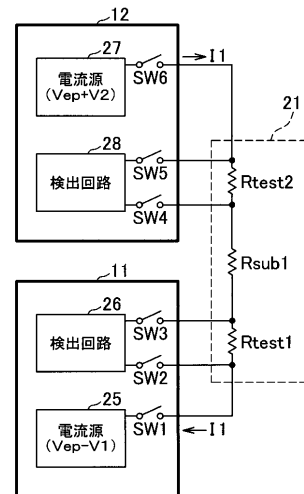 12
27
電流源
(Vep+V2)
SW6
I1
28
検出回路
SW5
SW4
21
Rtest2
Rsub1
11
26
検出回路
SW3
SW2
Rtest1
25
電流源
(Vep-V1)
SW1
I1